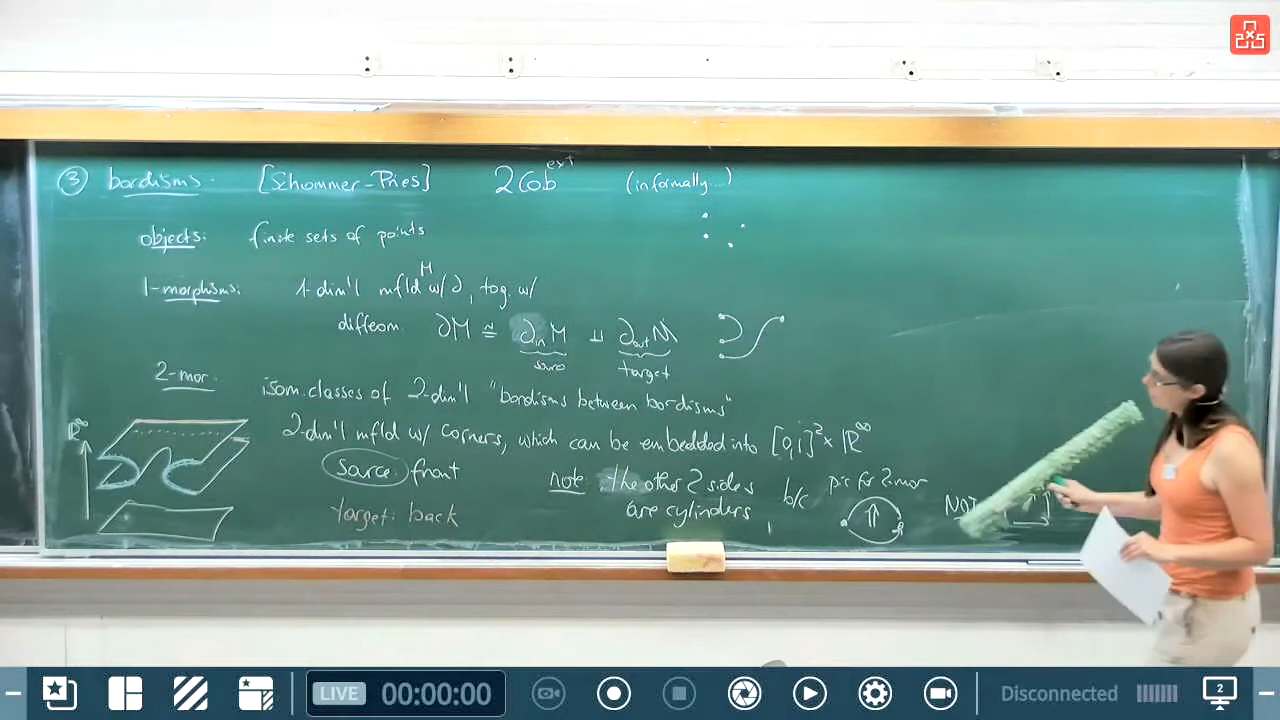 ③ bordisms. [Schommer-Pries] 2Cob^ext (informally...)
objects: finite sets of points
1-morphisms: 1-dim'l mfld M w/ ∂, tog. w/
diffeom. ∂M ≅ ∂in M ⊔ ∂out M
target
2-mor. isom. classes of 2-dim'l "bordisms between bordisms"
ℝ^∞ 2-dim'l mfld w/ corners, which can be embedded into [0,1]²×ℝ^∞
source: front note: the other 2 sides b/c pic for 2-mor
target: back are cylinders, NOT
LIVE 00:00:00 Disconnected 2